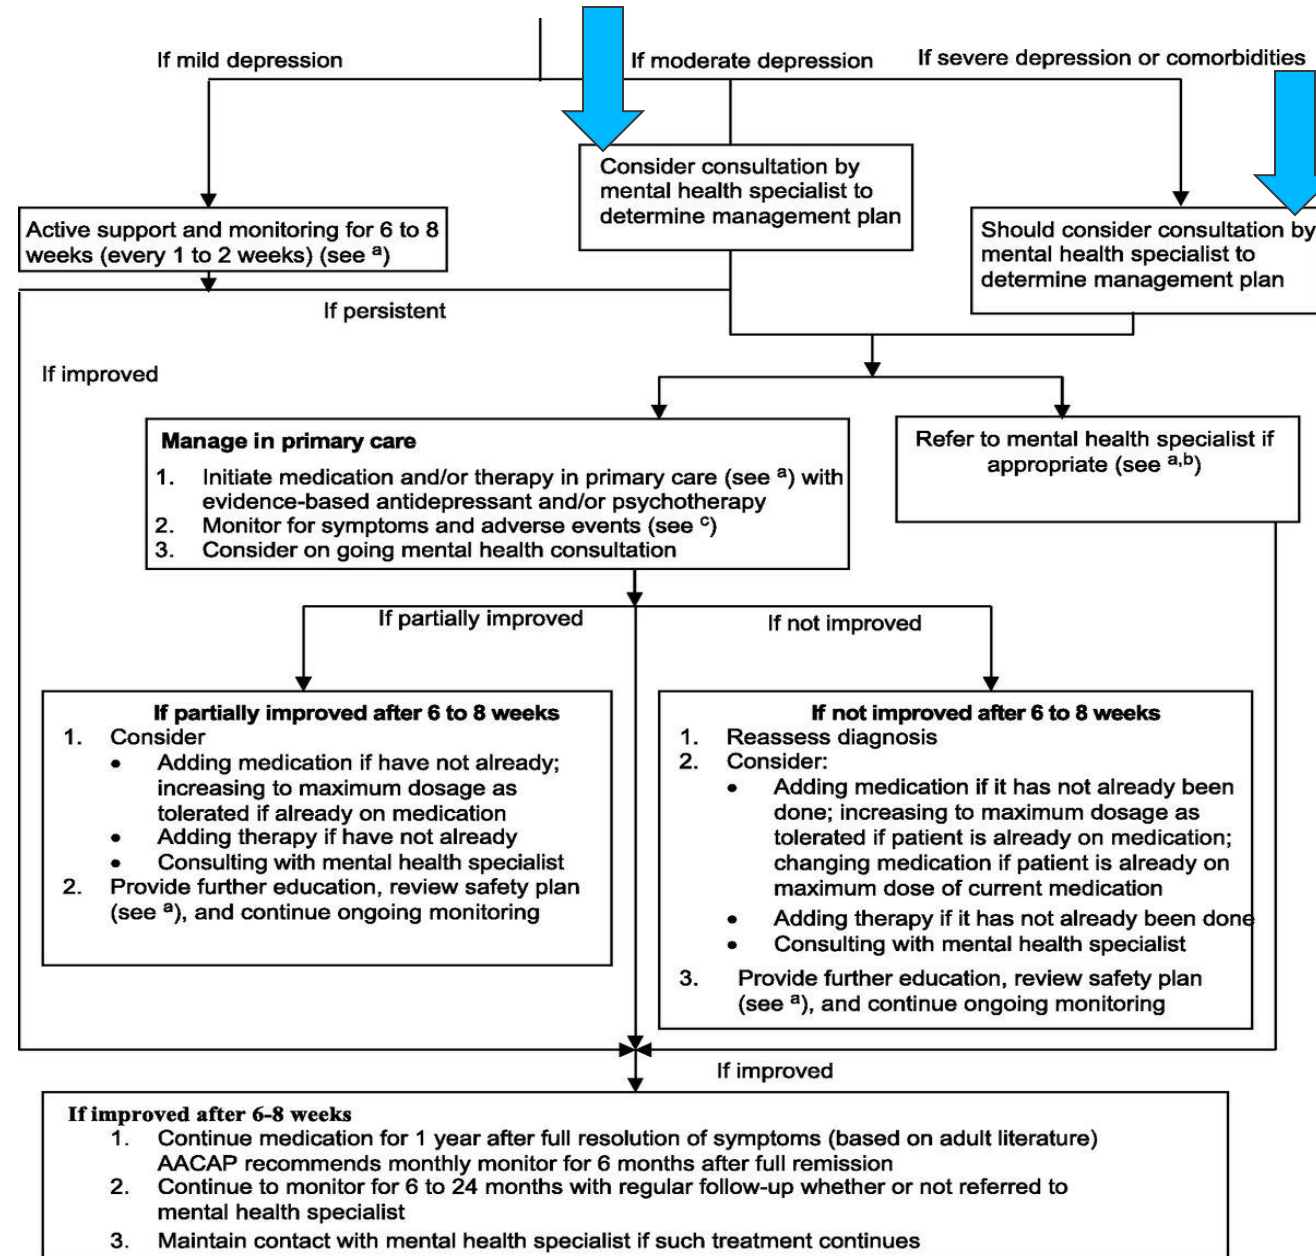 If mild depression
If moderate depression
If severe depression or comorbidities
Consider consultation by
mental health specialist to
determine management plan
Active support and monitoring for 6 to 8
weeks (every 1 to 2 weeks) (see a)
Should consider consultation by
mental health specialist to
determine management plan
If persistent
If improved
Manage in primary care
1. Initiate medication and/or therapy in primary care (see a) with
evidence-based antidepressant and/or psychotherapy
2. Monitor for symptoms and adverse events (see c)
3. Consider on going mental health consultation
Refer to mental health specialist if
appropriate (see a,b)
If partially improved
If not improved
If partially improved after 6 to 8 weeks
1. Consider
• Adding medication if have not already;
increasing to maximum dosage as
tolerated if already on medication
• Adding therapy if have not already
• Consulting with mental health specialist
2. Provide further education, review safety plan
(see a), and continue ongoing monitoring
If not improved after 6 to 8 weeks
1. Reassess diagnosis
2. Consider:
• Adding medication if it has not already been
done; increasing to maximum dosage as
tolerated if patient is already on medication;
changing medication if patient is already on
maximum dose of current medication
• Adding therapy if it has not already been done
• Consulting with mental health specialist
3. Provide further education, review safety plan
(see a), and continue ongoing monitoring
If improved
If improved after 6-8 weeks
1. Continue medication for 1 year after full resolution of symptoms (based on adult literature)
AACAP recommends monthly monitor for 6 months after full remission
2. Continue to monitor for 6 to 24 months with regular follow-up whether or not referred to
mental health specialist
3. Maintain contact with mental health specialist if such treatment continues